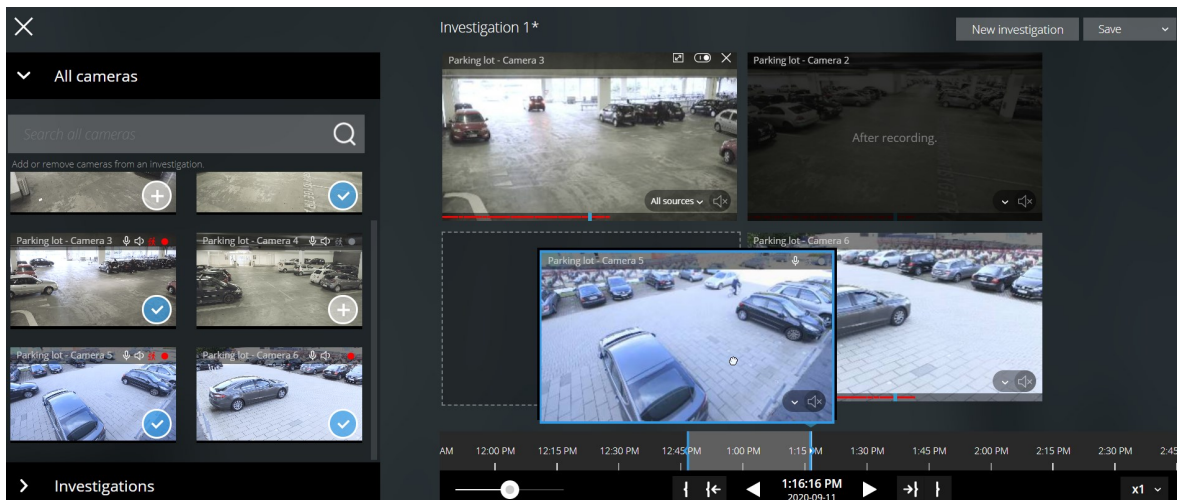 Investigation 1*
New investigation
Save
All cameras
Search all cameras
Add or remove cameras from an investigation.
Parking lot - Camera 3
Parking lot - Camera 4
Parking lot - Camera 5
Parking lot - Camera 6
Investigations
Parking lot - Camera 3
All sources
Parking lot - Camera 2
After recording.
Parking lot - Camera 5
Parking lot - Camera 6
AM 12:00 PM 12:15 PM 12:30 PM 12:45 PM 1:00 PM 1:15 PM 1:30 PM 1:45 PM 2:00 PM 2:15 PM 2:30 PM 2:45
1:16:16 PM
2020-09-11
x1